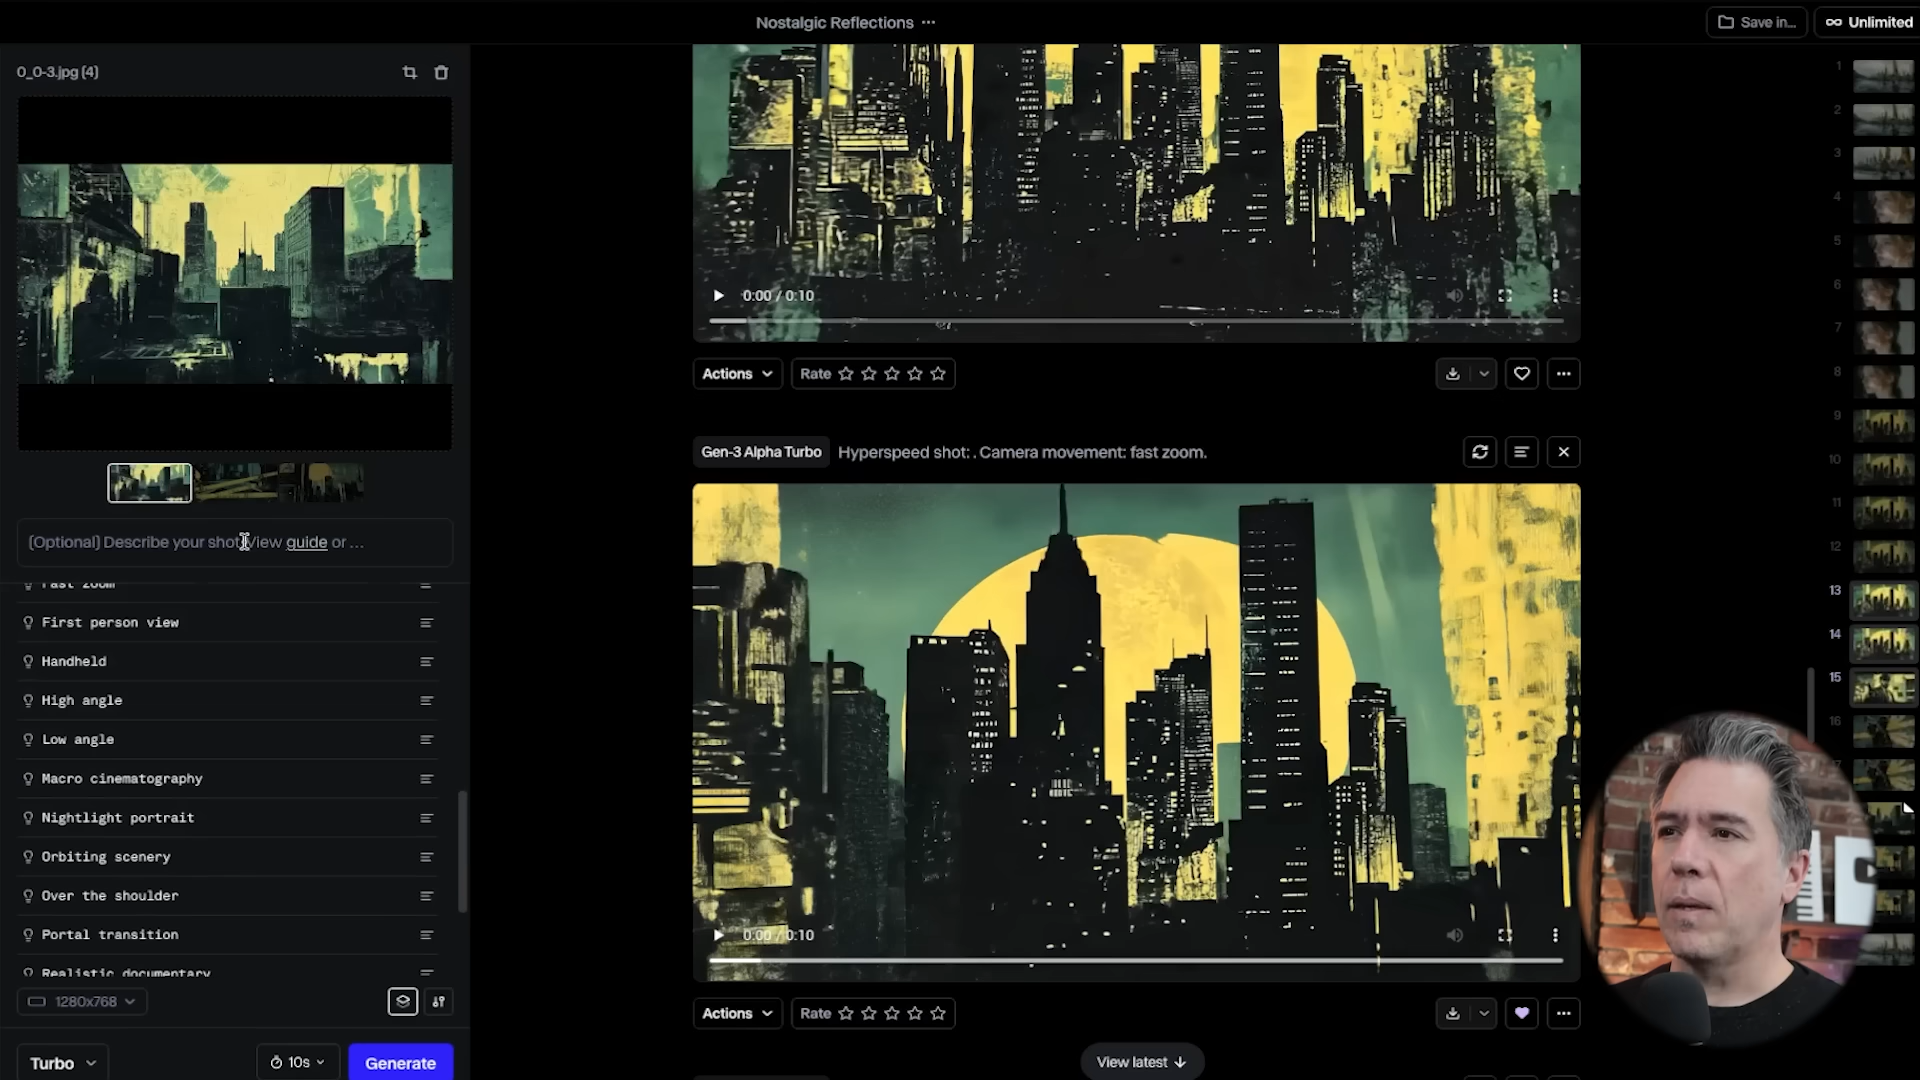 Nostalgic Reflections ···
Save in...
Unlimited
0_0-3.jpg (4)
(Optional) Describe your shot. View guide or ...
Fast zoom
First person view
Handheld
High angle
Low angle
Macro cinematography
Nightlight portrait
Orbiting scenery
Over the shoulder
Portal transition
Realistic documentary
1280x768
Turbo
10s
Generate
0:00 / 0:10
Actions
Rate
Gen-3 Alpha Turbo
Hyperspeed shot: . Camera movement: fast zoom.
0:00 / 0:10
Actions
Rate
View latest ↓
1
2
3
4
5
6
7
8
9
10
11
12
13
14
15
16